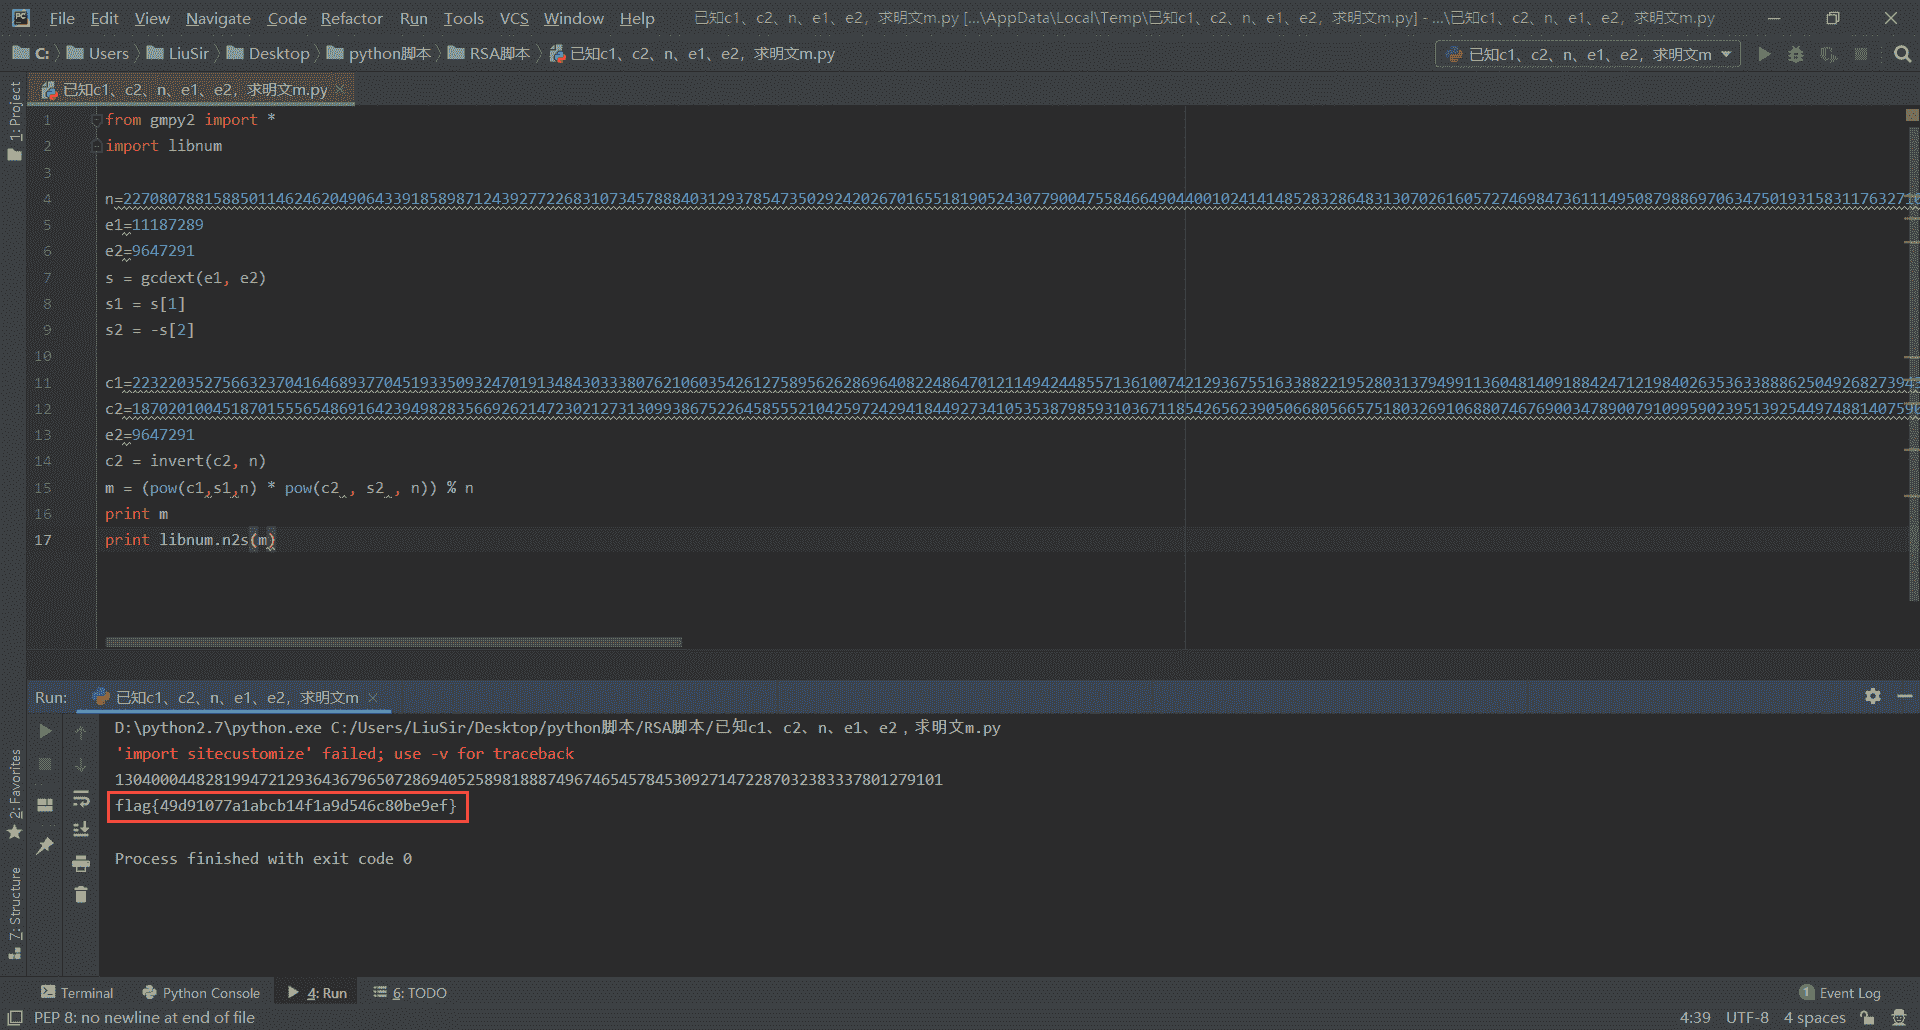 File Edit View Navigate Code Refactor Run Tools VCS Window Help 已知c1、c2、n、e1、e2，求明文m.py [...\AppData\Local\Temp\已知c1、c2、n、e1、e2，求明文m.py] - ...\已知c1、c2、n、e1、e2，求明文m.py
C: Users LiuSir Desktop python脚本 RSA脚本 已知c1、c2、n、e1、e2，求明文m.py 已知c1、c2、n、e1、e2，求明文m
1: Project
已知c1、c2、n、e1、e2，求明文m.py
1 from gmpy2 import *
2 import libnum
3
4
5 e1=11187289
6 e2=9647291
7 s = gcdext(e1, e2)
8 s1 = s[1]
9 s2 = -s[2]
10
11
12
13 e2=9647291
14 c2 = invert(c2, n)
15 m = (pow(c1,s1,n) * pow(c2 , s2 , n)) % n
16 print m
17 print libnum.n2s(m)
Run: 已知c1、c2、n、e1、e2，求明文m
D:\python2.7\python.exe C:/Users/LiuSir/Desktop/python脚本/RSA脚本/已知c1、c2、n、e1、e2，求明文m.py
'import sitecustomize' failed; use -v for traceback
13040004482819947212936436796507286940525898188874967465457845309271472287032383337801279101
flag{49d91077a1abcb14f1a9d546c80be9ef}
Process finished with exit code 0
2: Favorites
7: Structure
Terminal Python Console 4: Run 6: TODO 1 Event Log
PEP 8: no newline at end of file 4:39 UTF-8 4 spaces